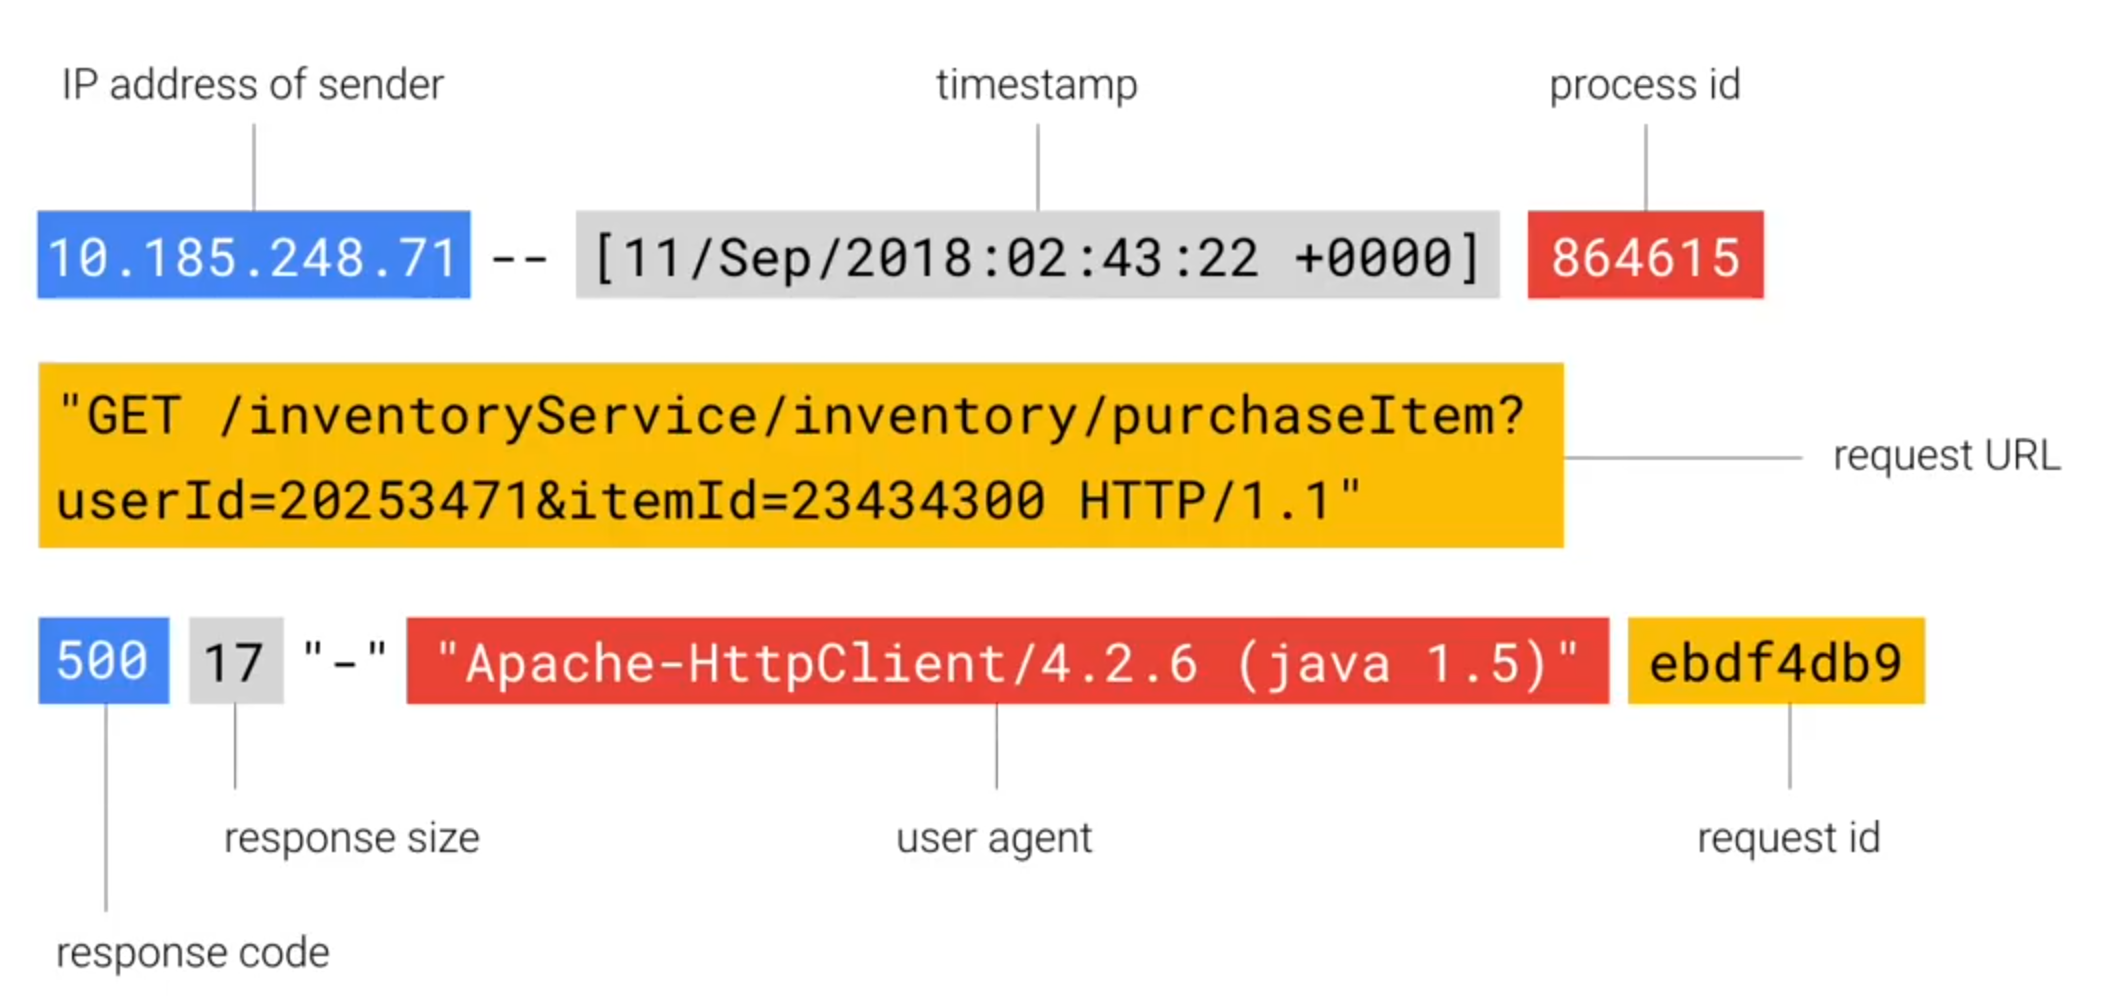 IP address of sender timestamp process id
10.185.248.71 -- [11/Sep/2018:02:43:22 +0000] 864615
"GET /inventoryService/inventory/purchaseItem?
userId=20253471&itemId=23434300 HTTP/1.1"
request URL
500 17 "-" "Apache-HttpClient/4.2.6 (java 1.5)" ebdf4db9
response size user agent request id
response code